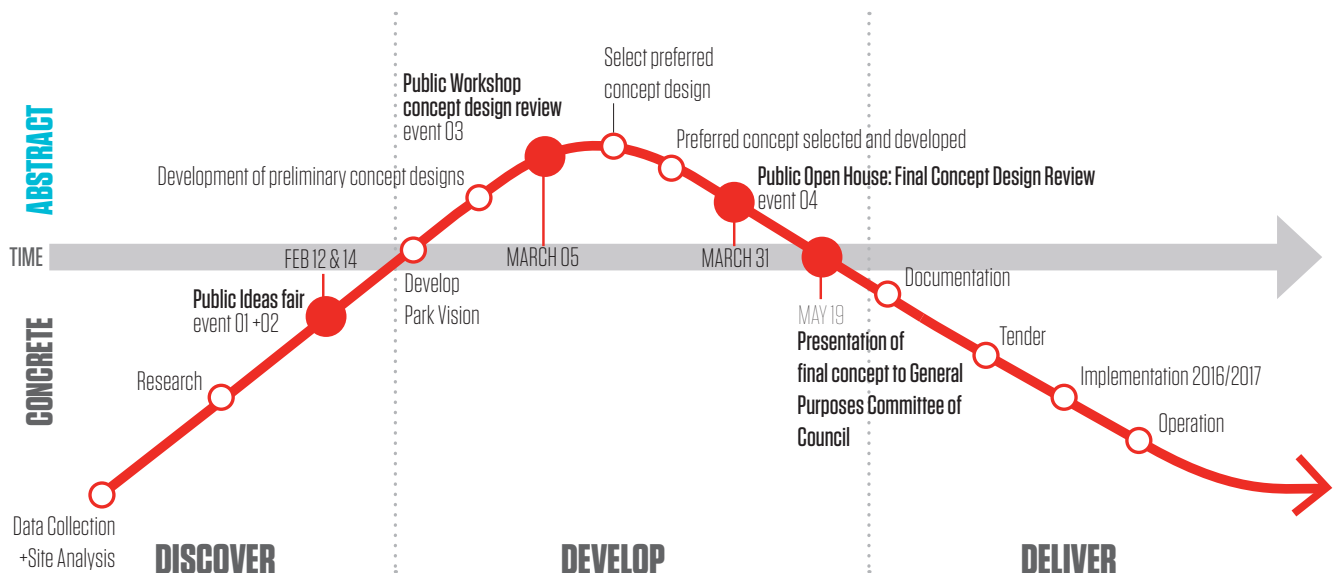 ABSTRACT
TIME
CONCRETE
Data Collection
+Site Analysis
Research
Public Ideas fair
event 01 +02
FEB 12 & 14
Develop
Park Vision
Development of preliminary concept designs
Public Workshop
concept design review
event 03
MARCH 05
Select preferred
concept design
Preferred concept selected and developed
Public Open House: Final Concept Design Review
event 04
MARCH 31
MAY 19
Presentation of
final concept to General
Purposes Committee of
Council
Documentation
Tender
Implementation 2016/2017
Operation
DISCOVER
DEVELOP
DELIVER